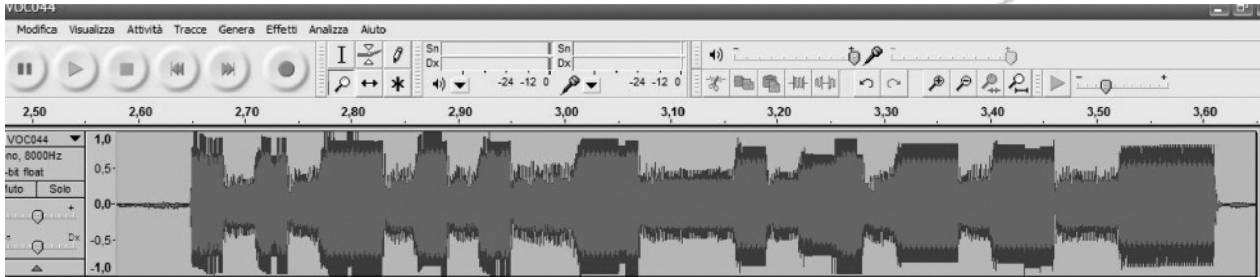 VOC044
Modifica Visualizza Attività Tracce Genera Effetti Analizza Aiuto
Sn
Dx
-24 -12 0
Sn
Dx
-24 -12 0
2,50 2,60 2,70 2,80 2,90 3,00 3,10 3,20 3,30 3,40 3,50 3,60
VOC044
no, 8000Hz
-bit float
Muto Solo
Dx
1,0
0,5-
0,0-
-0,5-
-1,0